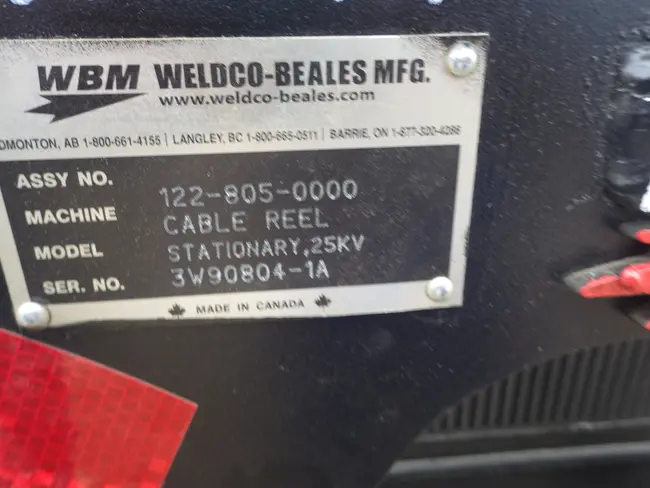 WBM WELDCO-BEALES MFG.
www.weldco-beales.com
DMONTON, AB 1-800-661-4155 | LANGLEY, BC 1-800-665-0511 | BARRIE, ON 1-877-320-4286
ASSY NO. 122-805-0000
MACHINE CABLE REEL
MODEL STATIONARY,25KV
SER. NO. 3W90804-1A
MADE IN CANADA